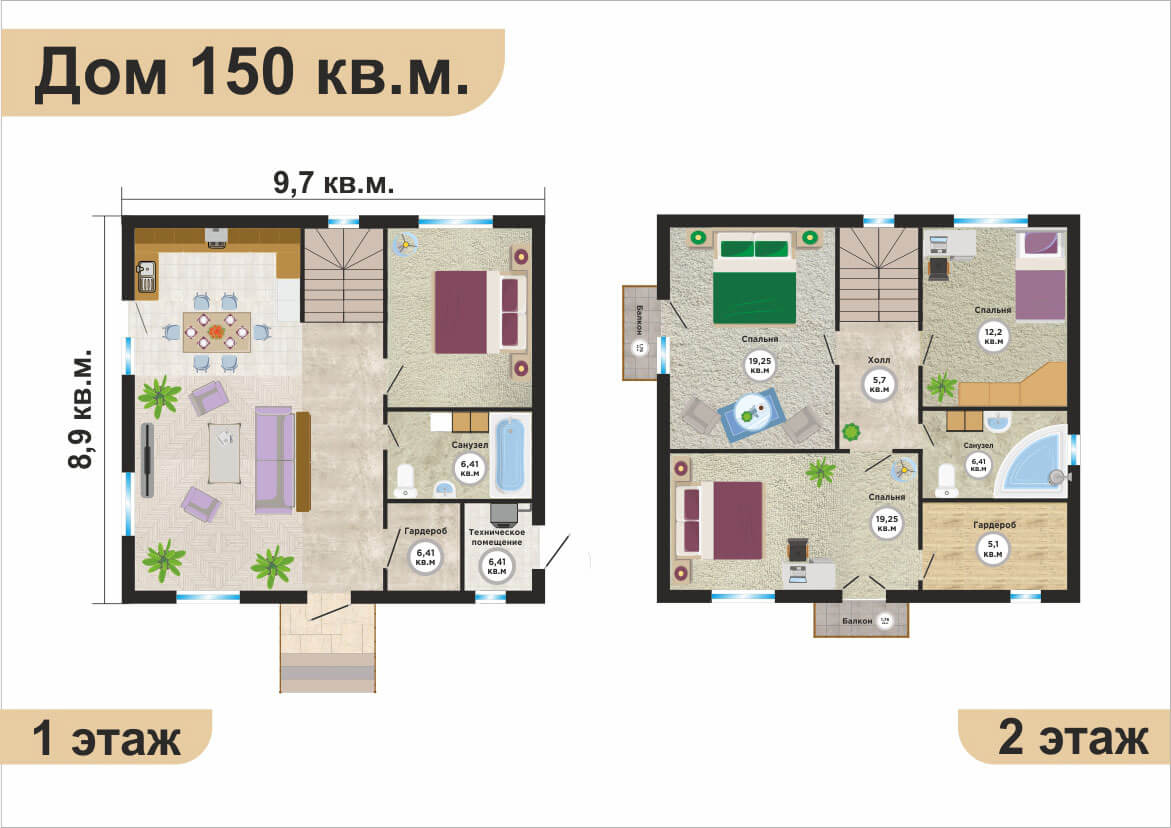 Дом 150 кв.м.
9,7 кв.м.
8,9 кв.м.
Санузел
6,41
кв.м
Гардероб
6,41
кв.м
Техническое
помещение
6,41
кв.м
Балкон
Спальня
19,25
кв.м
Холл
5,7
кв.м
Спальня
12,2
кв.м
Санузел
6,41
кв.м
Спальня
19,25
кв.м
Гардероб
5,1
кв.м
Балкон
1 этаж
2 этаж